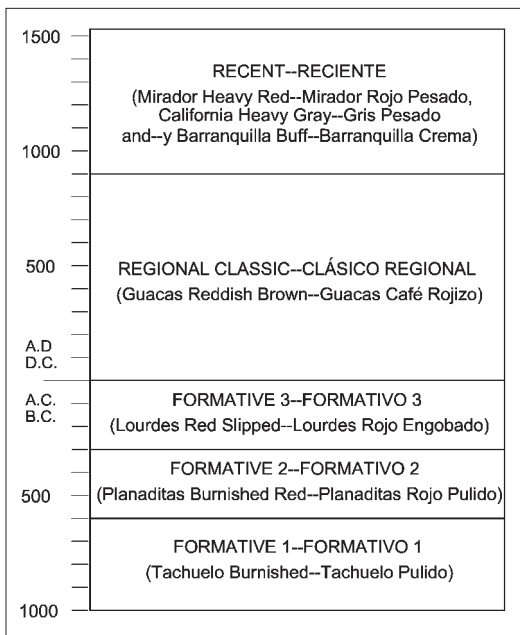 1500
RECENT--RECIENTE
(Mirador Heavy Red--Mirador Rojo Pesado,
California Heavy Gray--Gris Pesado
and--y Barranquilla Buff--Barranquilla Crema)
1000
500
REGIONAL CLASSIC--CLÁSICO REGIONAL
(Guacas Reddish Brown--Guacas Café Rojizo)
A.D
D.C.
A.C.
B.C.
FORMATIVE 3--FORMATIVO 3
(Lourdes Red Slipped--Lourdes Rojo Engobado)
FORMATIVE 2--FORMATIVO 2
(Planaditas Burnished Red--Planaditas Rojo Pulido)
500
FORMATIVE 1--FORMATIVO 1
(Tachuelo Burnished--Tachuelo Pulido)
1000